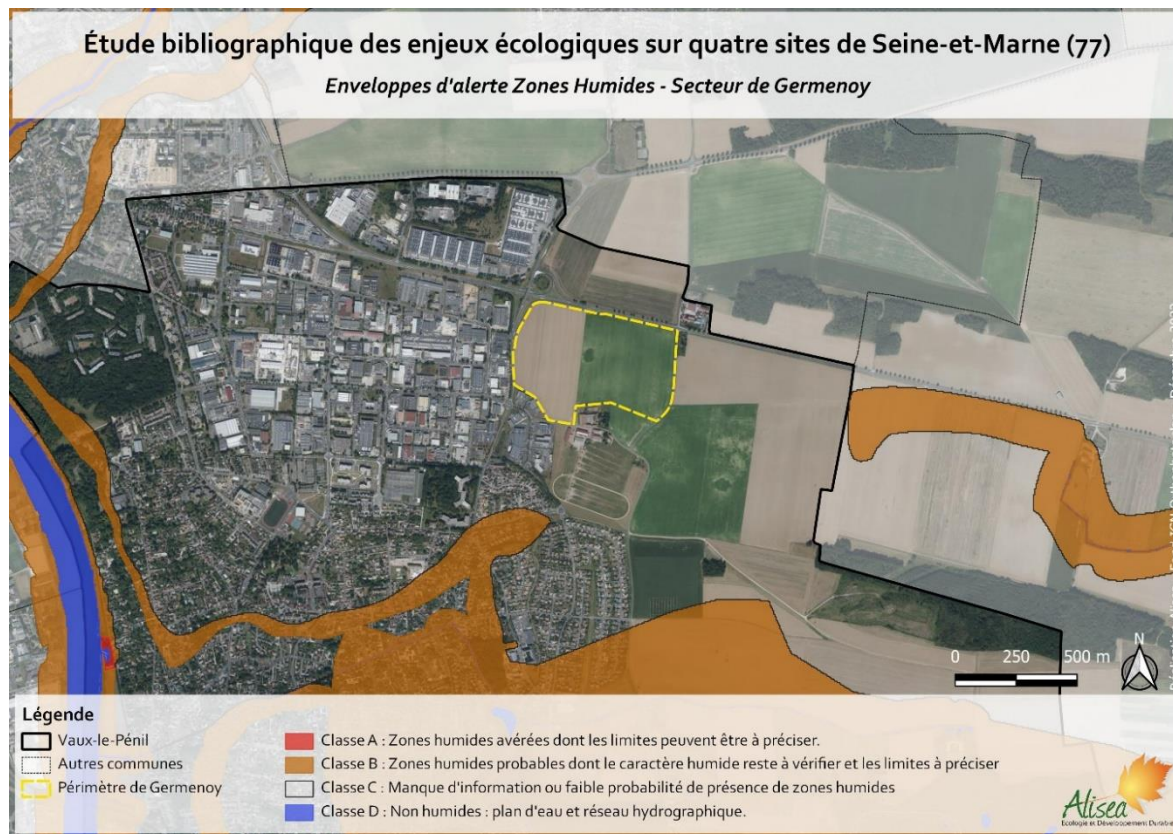 Étude bibliographique des enjeux écologiques sur quatre sites de Seine-et-Marne (77)
Enveloppes d'alerte Zones Humides - Secteur de Germenoy
N
0 250 500 m
Légende
Vaux-le-Pénil
Autres communes
Périmètre de Germenoy
Classe A : Zones humides avérées dont les limites peuvent être à préciser.
Classe B : Zones humides probables dont le caractère humide reste à vérifier et les limites à préciser
Classe C : Manque d'information ou faible probabilité de présence de zones humides
Classe D : Non humides : plan d'eau et réseau hydrographique.
Alisea
Ecologie et Développement Durable